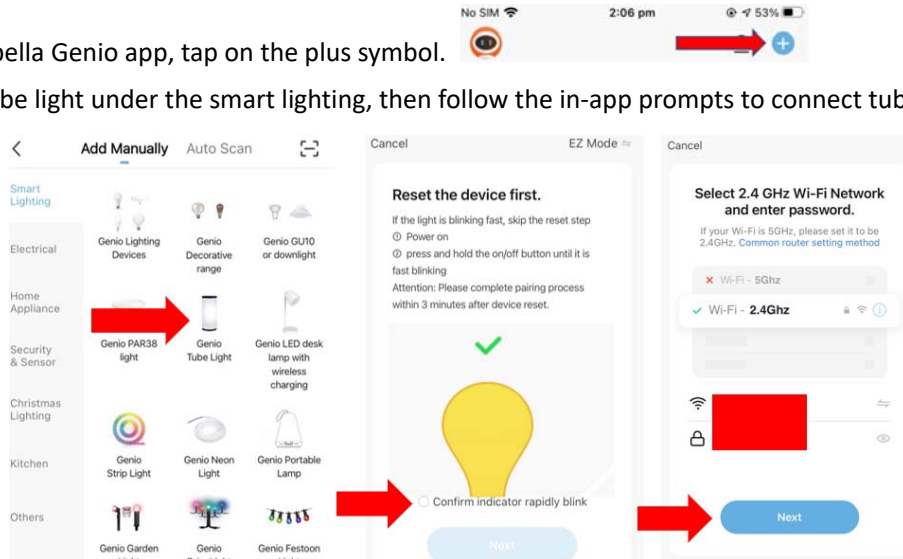 No SIM 2:06 pm 53%
bella Genio app, tap on the plus symbol.
be light under the smart lighting, then follow the in-app prompts to connect tub
Add Manually Auto Scan
Smart
Lighting
Electrical
Home
Appliance
Security
& Sensor
Christmas
Lighting
Kitchen
Others
Genio Lighting
Devices
Genio
Decorative
range
Genio GU10
or downlight
Genio PAR38
light
Genio
Tube Light
Genio LED desk
lamp with
wireless
charging
Genio
Strip Light
Genio Neon
Light
Genio Portable
Lamp
Genio Garden
Genio
Genio Festoon
Cancel EZ Mode
Reset the device first.
If the light is blinking fast, skip the reset step
① Power on
② press and hold the on/off button until it is
fast blinking
Attention: Please complete pairing process
within 3 minutes after device reset.
Confirm indicator rapidly blink
Next
Cancel
Select 2.4 GHz Wi-Fi Network
and enter password.
If your Wi-Fi is 5GHz, please set it to be
2.4GHz. Common router setting method
Wi-Fi - 5Ghz
Wi-Fi - 2.4Ghz
Next